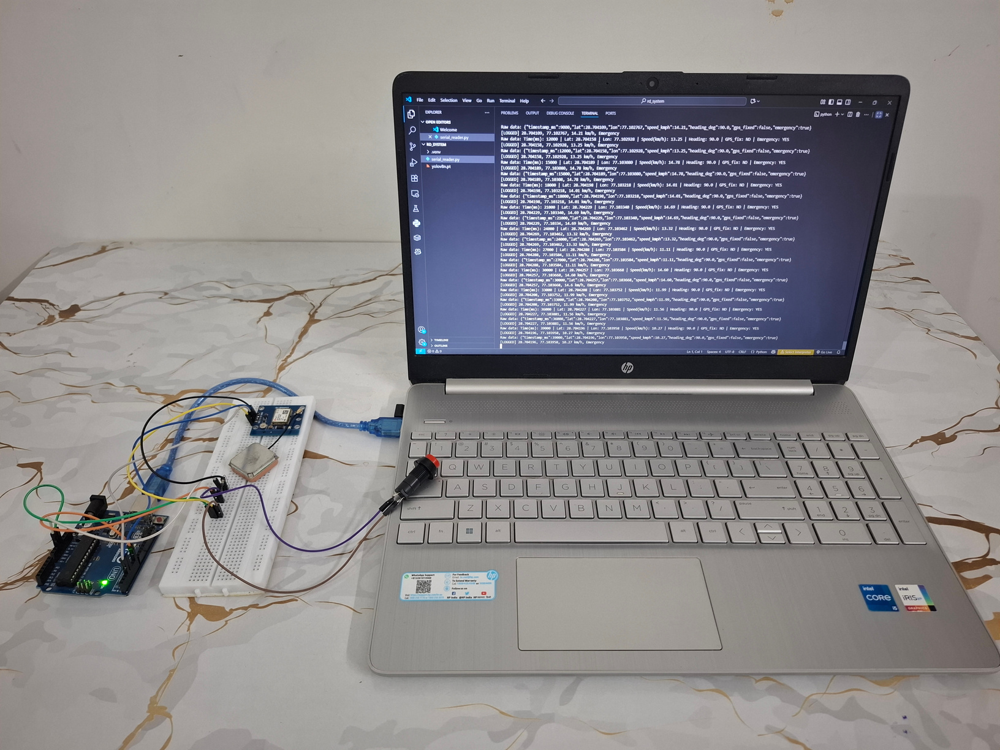 File Edit Selection View Go Run Terminal Help
rd_system
EXPLORER
OPEN EDITORS
Welcome
serial_reader.py
RD_SYSTEM
.venv
serial_reader.py
yolov8n.pt
TIMELINE
OUTLINE
PROBLEMS OUTPUT DEBUG CONSOLE TERMINAL PORTS
python
Raw data: {"timestamp_ms":9000,"lat":28.704109,"lon":77.102767,"speed_kmph":14.21,"heading_deg":90.0,"gps_fixed":false,"emergency":true}
[LOGGED] 28.704109, 77.102767, 14.21 km/h, Emergency
Raw data: Time(ms): 12000 | Lat: 28.704158 | Lon: 77.102928 | Speed(km/h): 13.25 | Heading: 90.0 | GPS_fix: NO | Emergency: YES
[LOGGED] 28.704158, 77.102928, 13.25 km/h, Emergency
Raw data: {"timestamp_ms":12000,"lat":28.704158,"lon":77.102928,"speed_kmph":13.25,"heading_deg":90.0,"gps_fixed":false,"emergency":true}
[LOGGED] 28.704158, 77.102928, 13.25 km/h, Emergency
Raw data: Time(ms): 15000 | Lat: 28.704189 | Lon: 77.103080 | Speed(km/h): 14.78 | Heading: 90.0 | GPS_fix: NO | Emergency: YES
[LOGGED] 28.704189, 77.103080, 14.78 km/h, Emergency
Raw data: {"timestamp_ms":15000,"lat":28.704189,"lon":77.103080,"speed_kmph":14.78,"heading_deg":90.0,"gps_fixed":false,"emergency":true}
[LOGGED] 28.704189, 77.10308, 14.78 km/h, Emergency
Raw data: Time(ms): 18000 | Lat: 28.704198 | Lon: 77.103218 | Speed(km/h): 14.01 | Heading: 90.0 | GPS_fix: NO | Emergency: YES
[LOGGED] 28.704198, 77.103218, 14.01 km/h, Emergency
Raw data: {"timestamp_ms":18000,"lat":28.704198,"lon":77.103218,"speed_kmph":14.01,"heading_deg":90.0,"gps_fixed":false,"emergency":true}
[LOGGED] 28.704198, 77.103218, 14.01 km/h, Emergency
Raw data: Time(ms): 21000 | Lat: 28.704229 | Lon: 77.103340 | Speed(km/h): 14.69 | Heading: 90.0 | GPS_fix: NO | Emergency: YES
[LOGGED] 28.704229, 77.103340, 14.69 km/h, Emergency
Raw data: {"timestamp_ms":21000,"lat":28.704229,"lon":77.103340,"speed_kmph":14.69,"heading_deg":90.0,"gps_fixed":false,"emergency":true}
[LOGGED] 28.704229, 77.10334, 14.69 km/h, Emergency
Raw data: Time(ms): 24000 | Lat: 28.704269 | Lon: 77.103462 | Speed(km/h): 13.32 | Heading: 90.0 | GPS_fix: NO | Emergency: YES
[LOGGED] 28.704269, 77.103462, 13.32 km/h, Emergency
Raw data: {"timestamp_ms":24000,"lat":28.704269,"lon":77.103462,"speed_kmph":13.32,"heading_deg":90.0,"gps_fixed":false,"emergency":true}
[LOGGED] 28.704269, 77.103462, 13.32 km/h, Emergency
Raw data: Time(ms): 27000 | Lat: 28.704288 | Lon: 77.103584 | Speed(km/h): 11.11 | Heading: 90.0 | GPS_fix: NO | Emergency: YES
[LOGGED] 28.704288, 77.103584, 11.11 km/h, Emergency
Raw data: {"timestamp_ms":27000,"lat":28.704288,"lon":77.103584,"speed_kmph":11.11,"heading_deg":90.0,"gps_fixed":false,"emergency":true}
[LOGGED] 28.704288, 77.103584, 11.11 km/h, Emergency
Raw data: Time(ms): 30000 | Lat: 28.704257 | Lon: 77.103668 | Speed(km/h): 14.60 | Heading: 90.0 | GPS_fix: NO | Emergency: YES
[LOGGED] 28.704257, 77.103668, 14.60 km/h, Emergency
Raw data: {"timestamp_ms":30000,"lat":28.704257,"lon":77.103668,"speed_kmph":14.60,"heading_deg":90.0,"gps_fixed":false,"emergency":true}
[LOGGED] 28.704257, 77.103668, 14.6 km/h, Emergency
Raw data: Time(ms): 33000 | Lat: 28.704208 | Lon: 77.103752 | Speed(km/h): 11.99 | Heading: 90.0 | GPS_fix: NO | Emergency: YES
[LOGGED] 28.704208, 77.103752, 11.99 km/h, Emergency
Raw data: {"timestamp_ms":33000,"lat":28.704208,"lon":77.103752,"speed_kmph":11.99,"heading_deg":90.0,"gps_fixed":false,"emergency":true}
[LOGGED] 28.704208, 77.103752, 11.99 km/h, Emergency
Raw data: Time(ms): 36000 | Lat: 28.704227 | Lon: 77.103881 | Speed(km/h): 11.56 | Heading: 90.0 | GPS_fix: NO | Emergency: YES
[LOGGED] 28.704227, 77.103881, 11.56 km/h, Emergency
Raw data: {"timestamp_ms":36000,"lat":28.704227,"lon":77.103881,"speed_kmph":11.56,"heading_deg":90.0,"gps_fixed":false,"emergency":true}
[LOGGED] 28.704227, 77.103881, 11.56 km/h, Emergency
Raw data: Time(ms): 39000 | Lat: 28.704196 | Lon: 77.103958 | Speed(km/h): 10.27 | Heading: 90.0 | GPS_fix: NO | Emergency: YES
[LOGGED] 28.704196, 77.103958, 10.27 km/h, Emergency
Raw data: {"timestamp_ms":39000,"lat":28.704196,"lon":77.103958,"speed_kmph":10.27,"heading_deg":90.0,"gps_fixed":false,"emergency":true}
[LOGGED] 28.704196, 77.103958, 10.27 km/h, Emergency
0 0
Ln 1, Col 1 Spaces: 4 UTF-8 CRLF {} Python Select Interpreter Go Live
hp
Q W E R T Y U I O P
A S D F G H J K L
Z X C V B N M
shift
ctrl fn alt alt ctrl
enter
pause
shift
WhatsApp Support
For Feedback
To Extend Warranty
Follow us on
HP India @HP India
hp
intel CORE i5
intel iRIS xe GRAPHICS
UNO